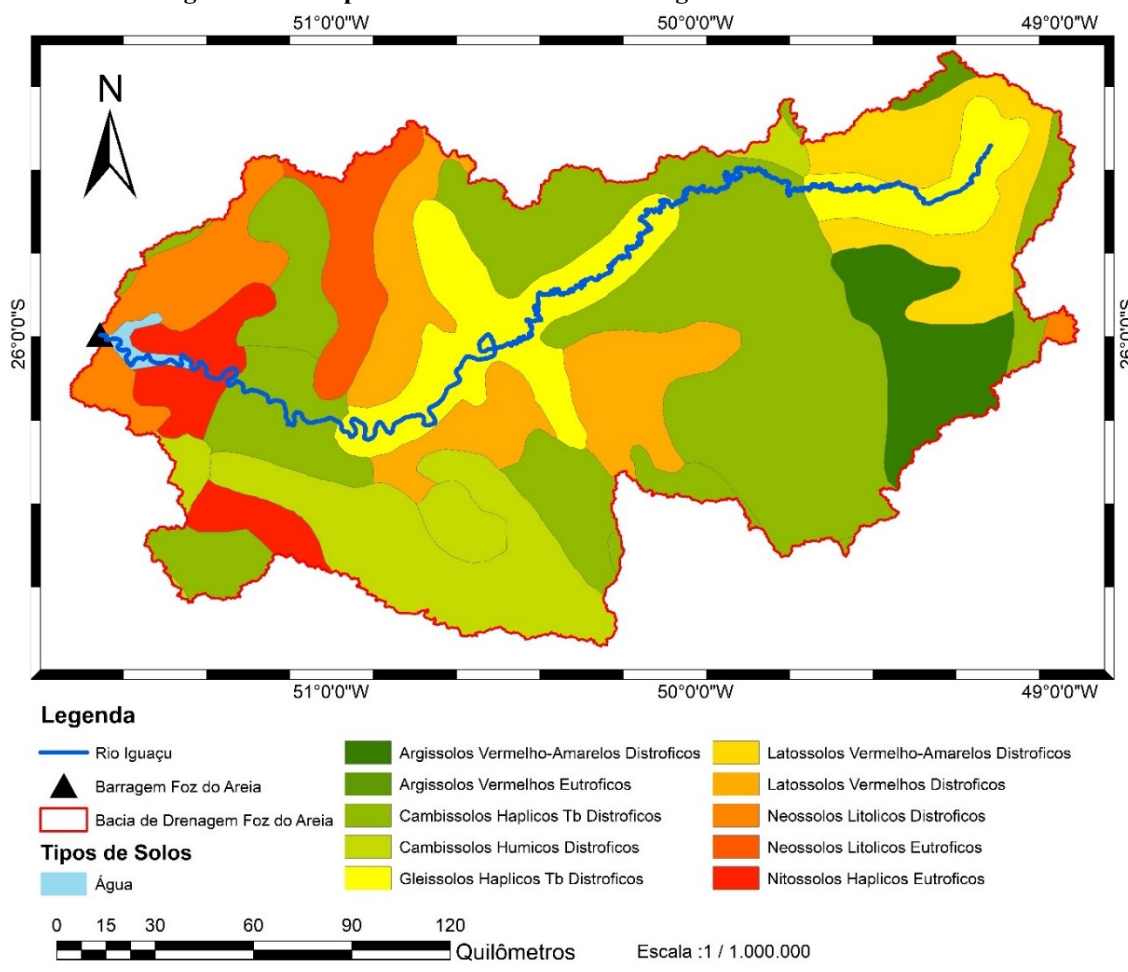 51°0'0"W 50°0'0"W 49°0'0"W
N
26°0'0"S 26°0'0"S
51°0'0"W 50°0'0"W 49°0'0"W
Legenda
Rio Iguaçu
Barragem Foz do Areia
Bacia de Drenagem Foz do Areia
Tipos de Solos
Água
Argissolos Vermelho-Amarelos Distroficos
Argissolos Vermelhos Eutroficos
Cambissolos Haplicos Tb Distroficos
Cambissolos Humicos Distroficos
Gleissolos Haplicos Tb Distroficos
Latossolos Vermelho-Amarelos Distroficos
Latossolos Vermelhos Distroficos
Neossolos Litolicos Distroficos
Neossolos Litolicos Eutroficos
Nitossolos Haplicos Eutroficos
0 15 30 60 90 120
Quilômetros
Escala :1 / 1.000.000